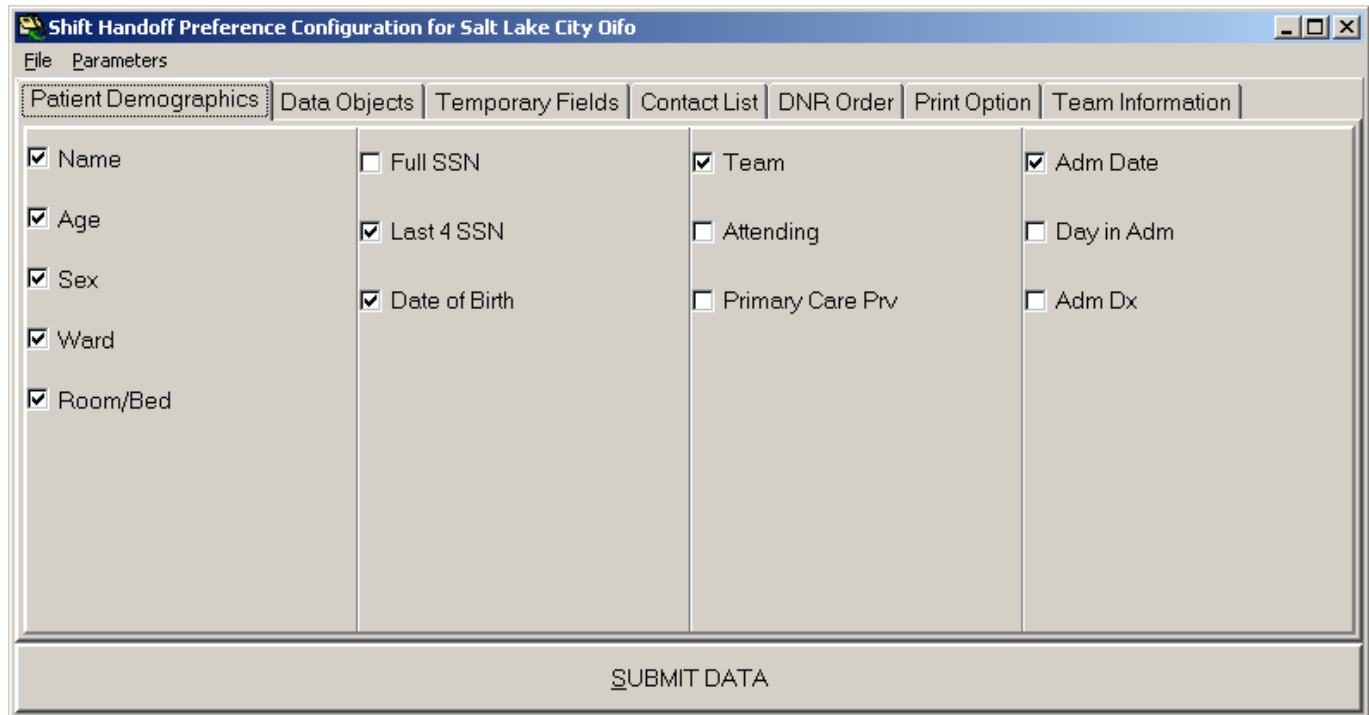 Shift Handoff Preference Configuration for Salt Lake City Oifo
File Parameters
Patient Demographics Data Objects Temporary Fields Contact List DNR Order Print Option Team Information
Name
Age
Sex
Ward
Room/Bed
Full SSN
Last 4 SSN
Date of Birth
Team
Attending
Primary Care Prv
Adm Date
Day in Adm
Adm Dx
SUBMIT DATA